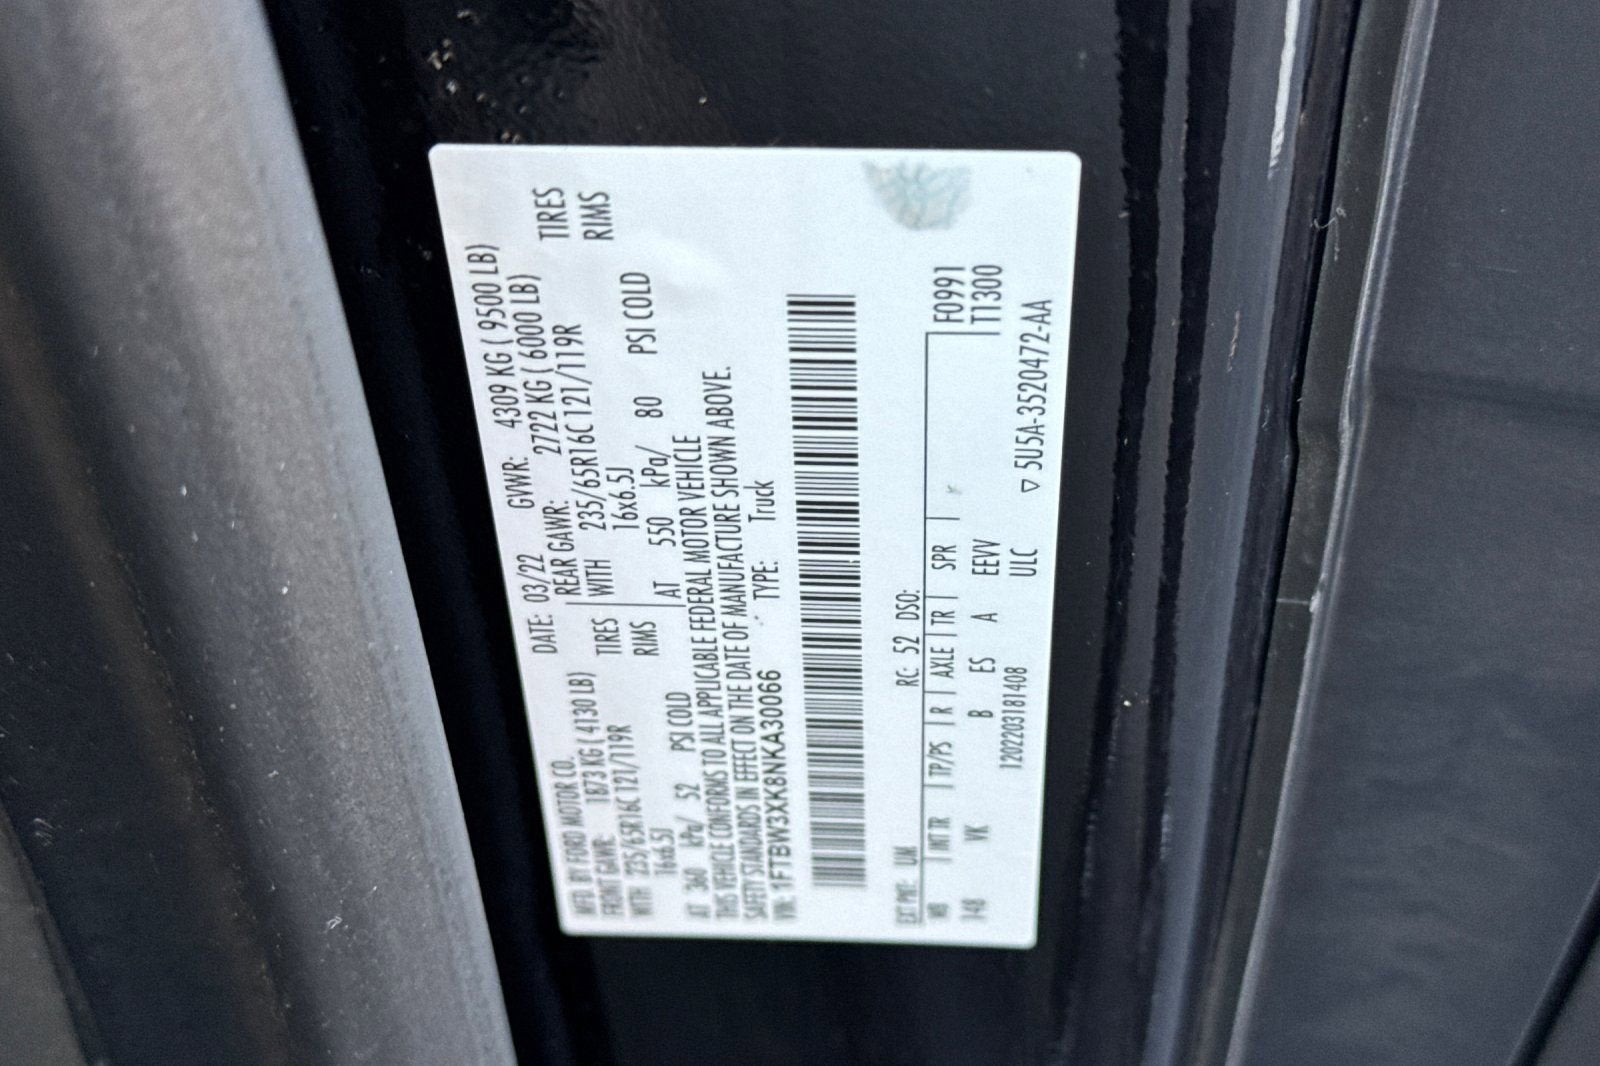 MFD. BY FORD MOTOR CO. DATE: 03/22 GVWR: 4309 KG ( 9500 LB)
FRONT GAWR: 1873 KG ( 4130 LB) REAR GAWR: 2722 KG ( 6000 LB)
WITH 235/65R16C 121/119R TIRES WITH 235/65R16C 121/119R TIRES
16x6.5J RIMS 16x6.5J RIMS
AT 360 kPa/ 52 PSI COLD AT 550 kPa/ 80 PSI COLD
THIS VEHICLE CONFORMS TO ALL APPLICABLE FEDERAL MOTOR VEHICLE
SAFETY STANDARDS IN EFFECT ON THE DATE OF MANUFACTURE SHOWN ABOVE.
VIN: 1FTBW3XK8NKA30066 TYPE: Truck
EXT PNT: UM RC: 52 DSO:
WB INT TR TP/PS R AXLE TR SPR F0991
148 VK B ES A EEVV T1300
1202203181408 ULC ▽ 5U5A-3520472-AA